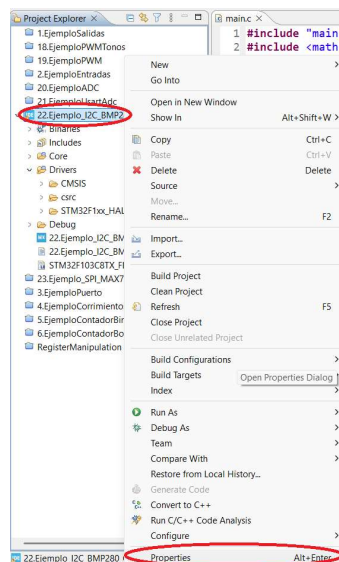 Project Explorer
main.c
1.EjemploSalidas
18.EjemploPWMTonos
19.EjemploPWM
2.EjemploEntradas
20.EjemploADC
21.EjemploUsartAdc
22.Ejemplo_I2C_BMP2
Binaries
Includes
Core
Drivers
CMSIS
csrc
STM32F1xx_HAL
Debug
22.Ejemplo_I2C_BM
22.Ejemplo_I2C_BM
STM32F103C8TX_FL
23.Ejemplo_SPI_MAX7
3.EjemploPuerto
4.EjemploCorrimiento
5.EjemploContadorBir
6.EjemploContadorBo
RegisterManipulation
1 #include "main
2 #include <math
New
Go Into
Open in New Window
Show In Alt+Shift+W
Copy Ctrl+C
Paste Ctrl+V
Delete Delete
Source
Move...
Rename... F2
Import...
Export...
Build Project
Clean Project
Refresh F5
Close Project
Close Unrelated Project
Build Configurations
Build Targets
Open Properties Dialog
Index
Run As
Debug As
Team
Compare With
Restore from Local History...
Generate Code
Convert to C++
Run C/C++ Code Analysis
Configure
Properties Alt+Enter
22.Ejemplo_I2C_BMP280